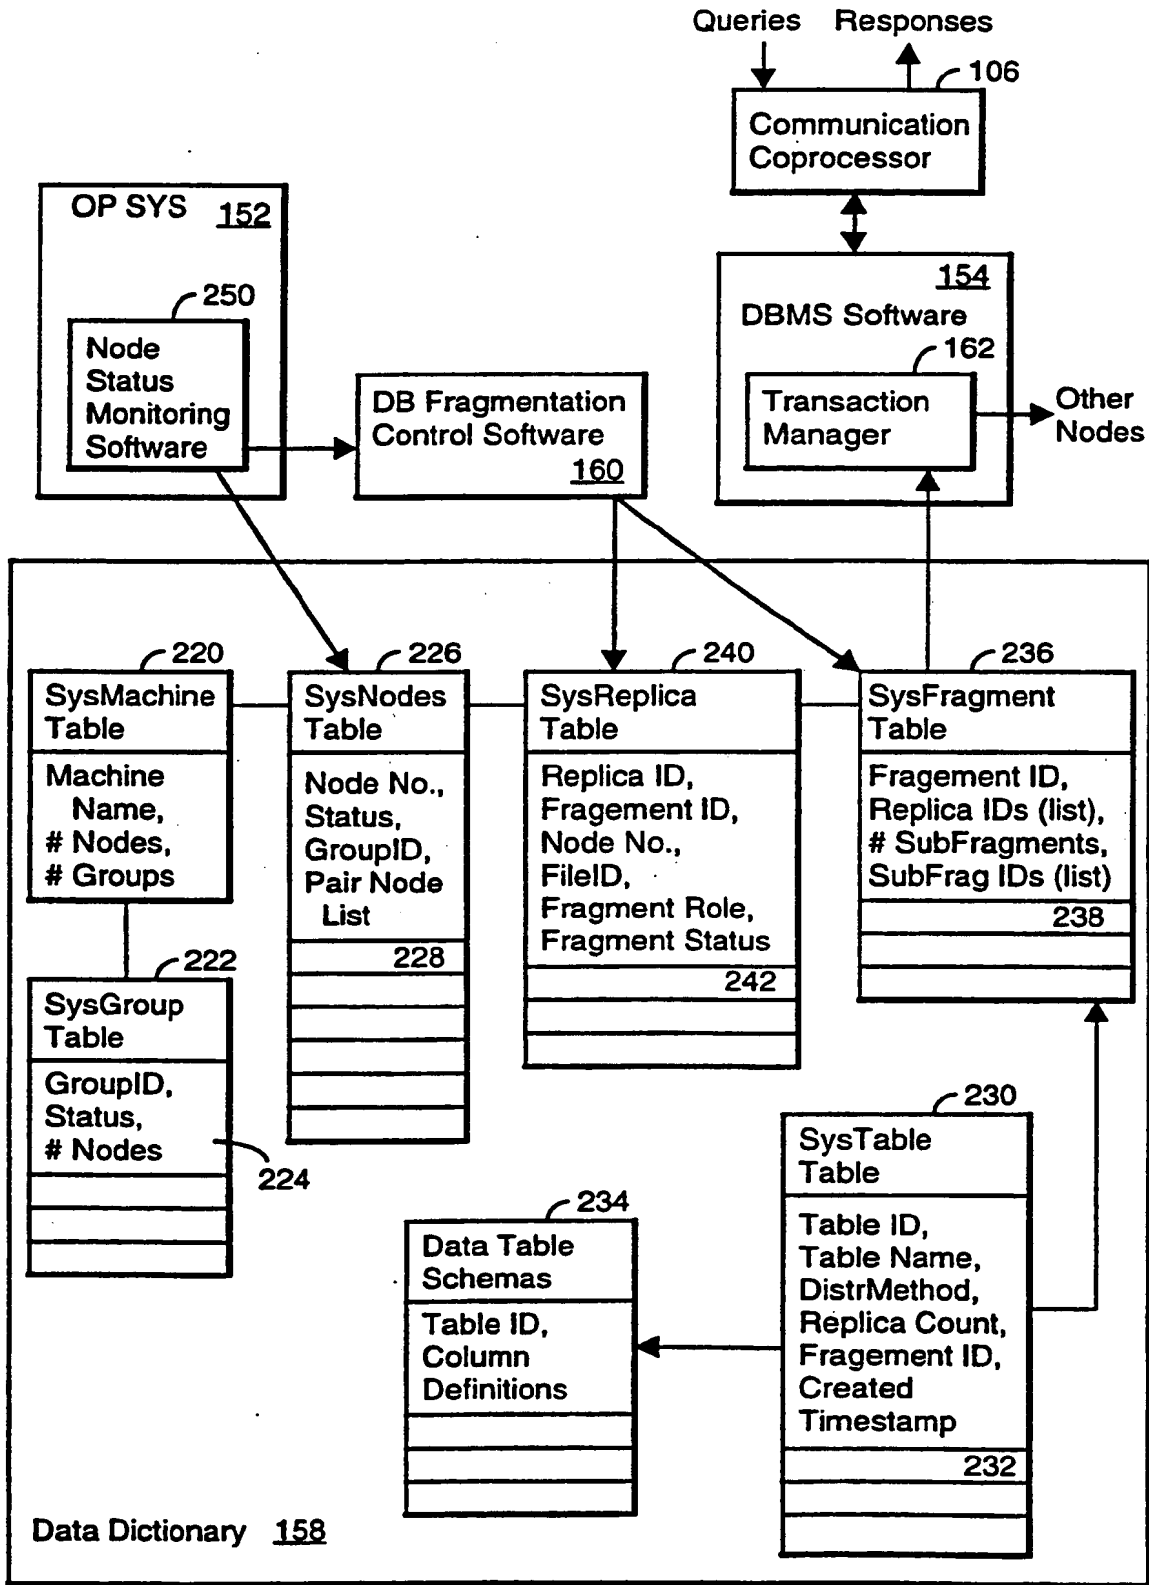 Queries Responses
106
Communication
Coprocessor
OP SYS 152
250
Node
Status
Monitoring
Software
DB Fragmentation
Control Software
160
154
DBMS Software
162
Transaction
Manager
Other
Nodes
220
SysMachine
Table
Machine
Name,
# Nodes,
# Groups
222
SysGroup
Table
GroupID,
Status,
# Nodes
224
226
SysNodes
Table
Node No.,
Status,
GroupID,
Pair Node
List
228
240
SysReplica
Table
Replica ID,
Fragement ID,
Node No.,
FileID,
Fragment Role,
Fragment Status
242
236
SysFragment
Table
Fragement ID,
Replica IDs (list),
# SubFragments,
SubFrag IDs (list)
238
234
Data Table
Schemas
Table ID,
Column
Definitions
230
SysTable
Table
Table ID,
Table Name,
DistrMethod,
Replica Count,
Fragement ID,
Created
Timestamp
232
Data Dictionary 158